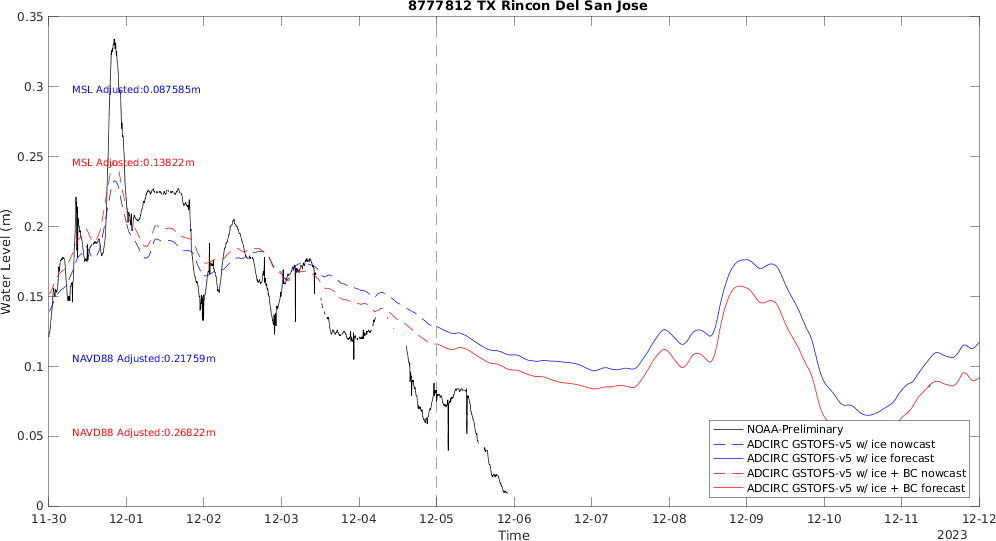 8777812 TX Rincon Del San Jose
0.35
0.3
0.25
0.2
0.15
0.1
0.05
0
Water Level (m)
MSL Adjusted:0.087585m
MSL Adjusted:0.13822m
NAVD88 Adjusted:0.21759m
NAVD88 Adjusted:0.26822m
NOAA-Preliminary
ADCIRC GSTOFS-v5 w/ ice nowcast
ADCIRC GSTOFS-v5 w/ ice forecast
ADCIRC GSTOFS-v5 w/ ice + BC nowcast
ADCIRC GSTOFS-v5 w/ ice + BC forecast
11-30 12-01 12-02 12-03 12-04 12-05 12-06 12-07 12-08 12-09 12-10 12-11 12-12
Time
2023